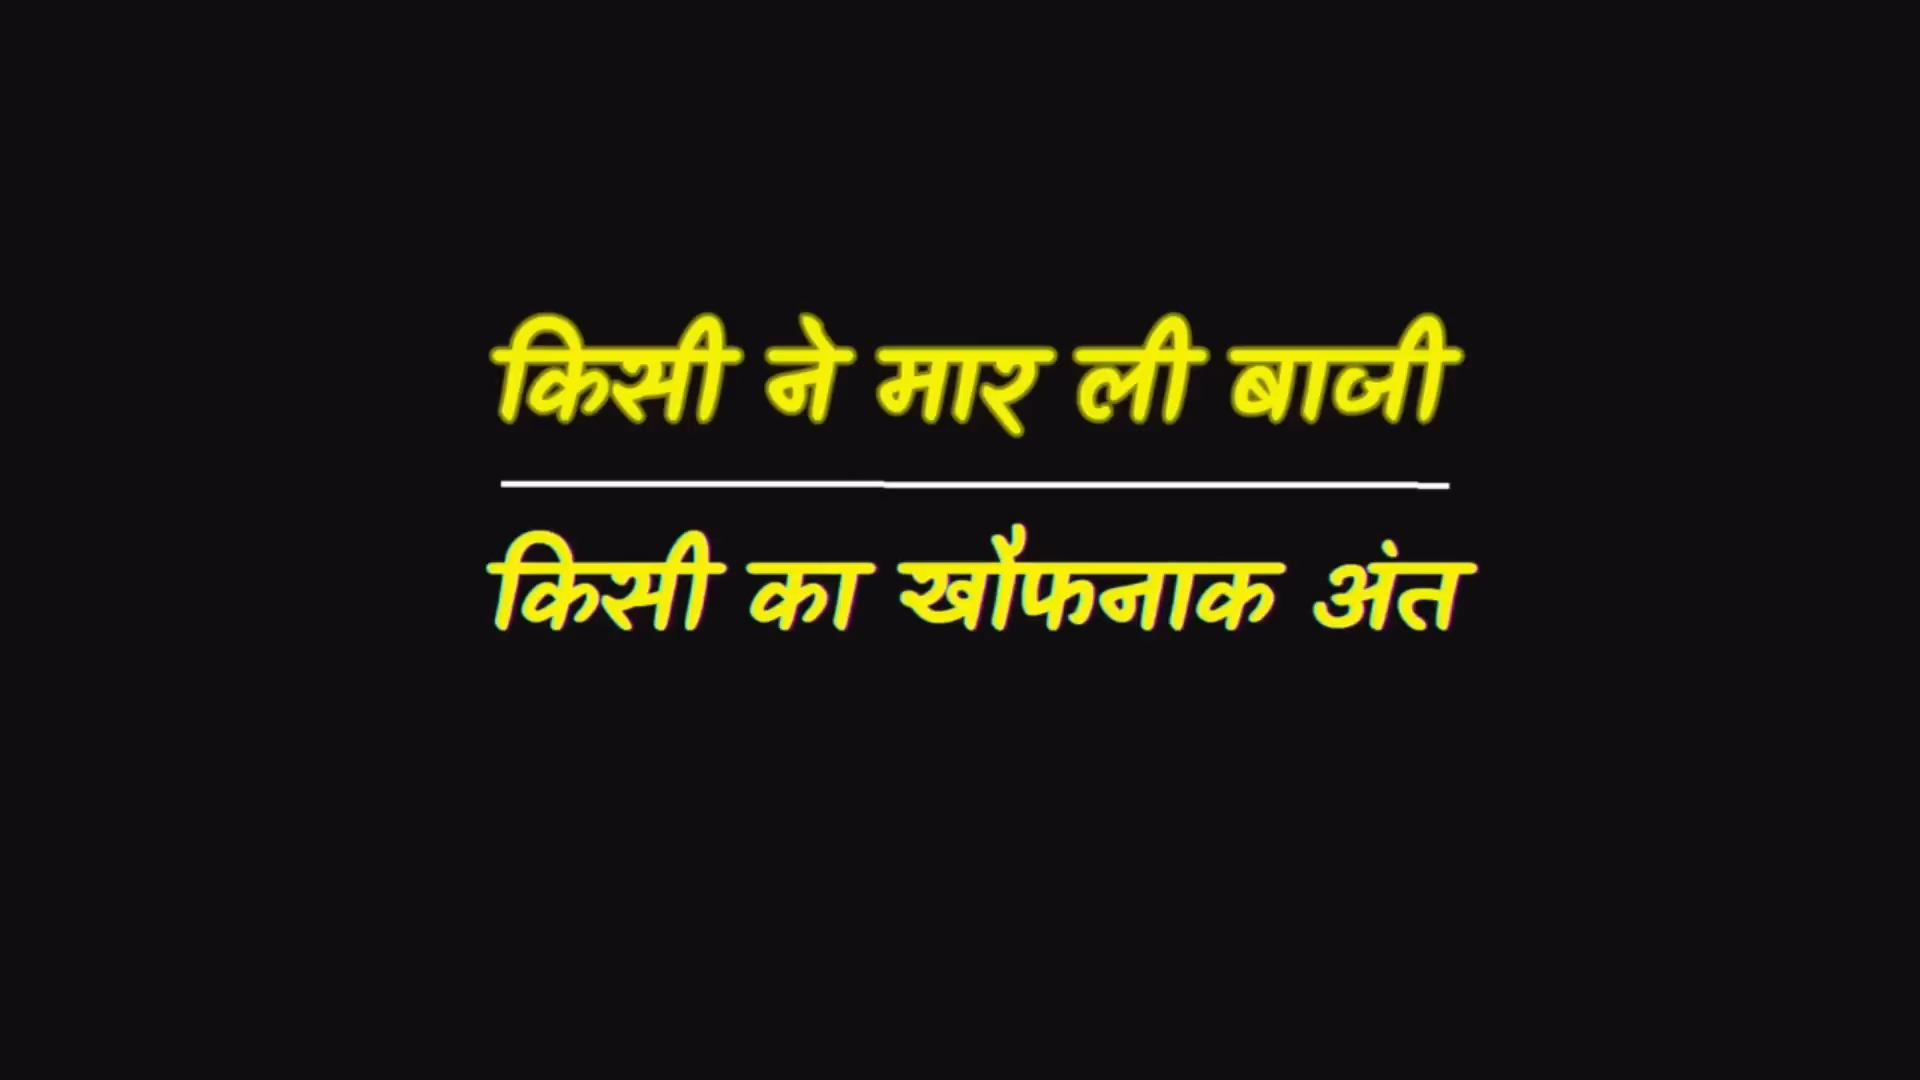 किसी ने मार ली बाजी
किसी का खौफनाक अंत